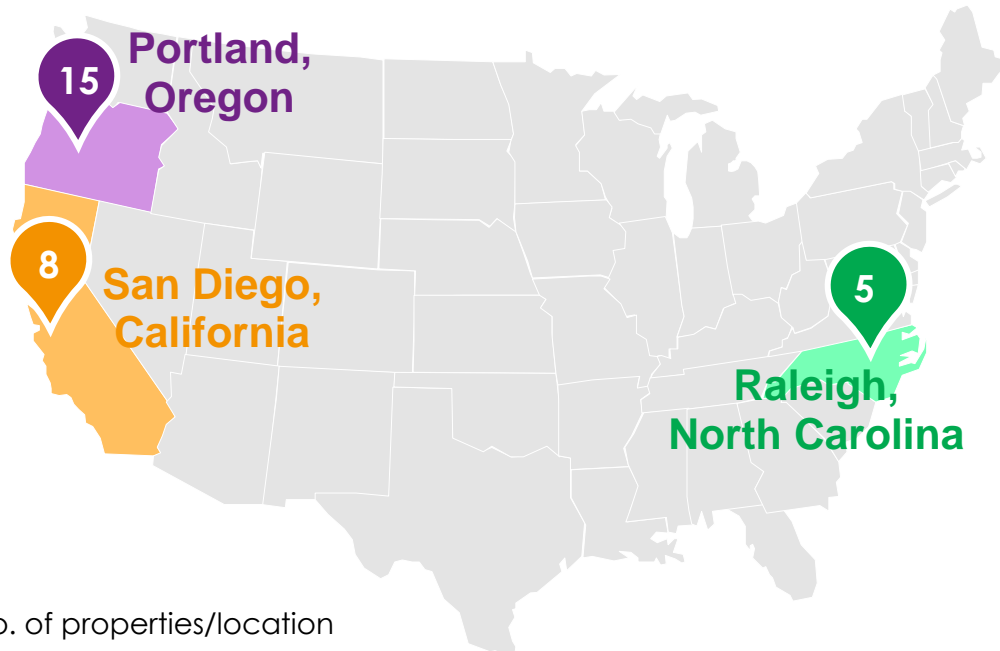 15
Portland,
Oregon
8
San Diego,
California
5
Raleigh,
North Carolina
of properties/location